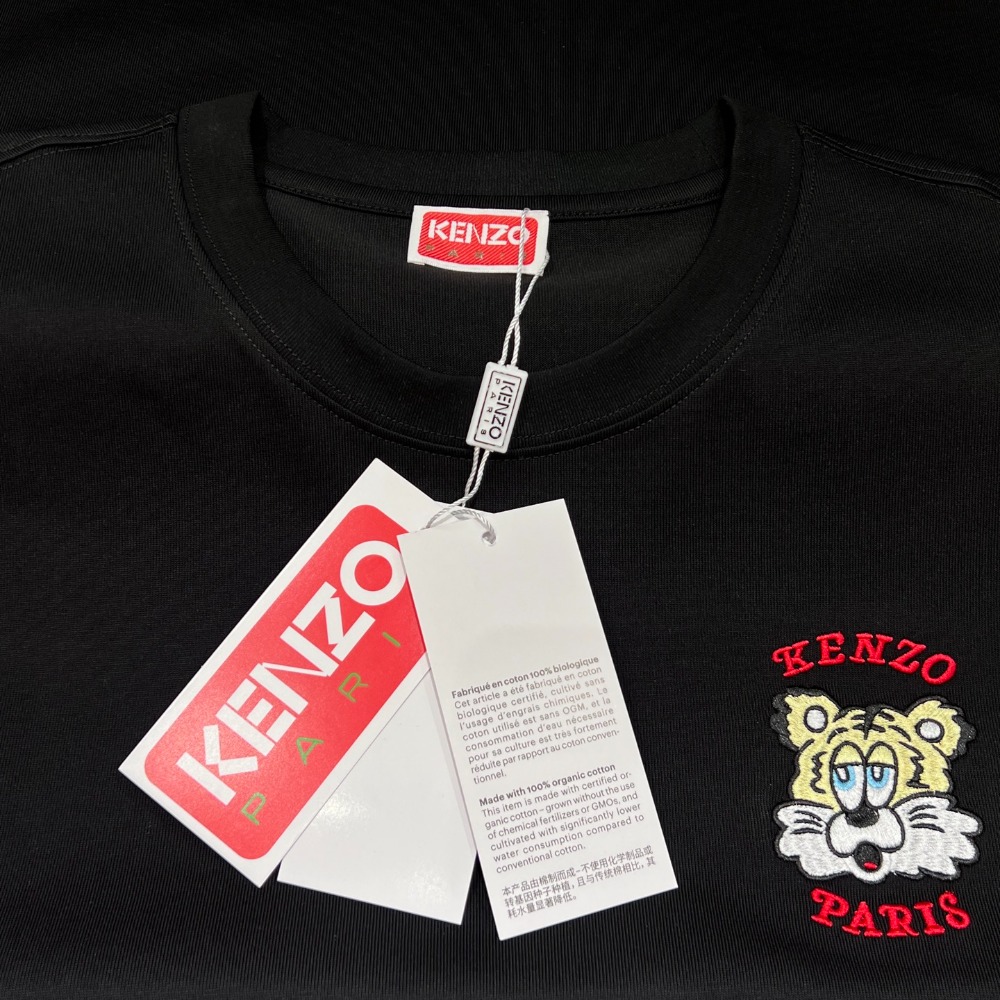 KENZO
PARI
KENZO
PARIS
KENZO
PARI
Fabriqué en coton 100% biologique
Cet article a été fabriqué en coton
biologique certifié, cultivé sans
l'usage d'engrais chimiques. Le
coton utilisé est sans OGM, et la
consommation d'eau nécessaire
pour sa culture est très fortement
réduite par rapport au coton conven-
tionnel.
Made with 100% organic cotton
This item is made with certified or-
ganic cotton – grown without the use
of chemical fertilizers or GMOs, and
cultivated with significantly lower
water consumption compared to
conventional cotton.
本产品由棉制而成-不使用化学制品或
转基因种子种植，且与传统棉相比，其
耗水量显著降低。
KENZO
PARIS